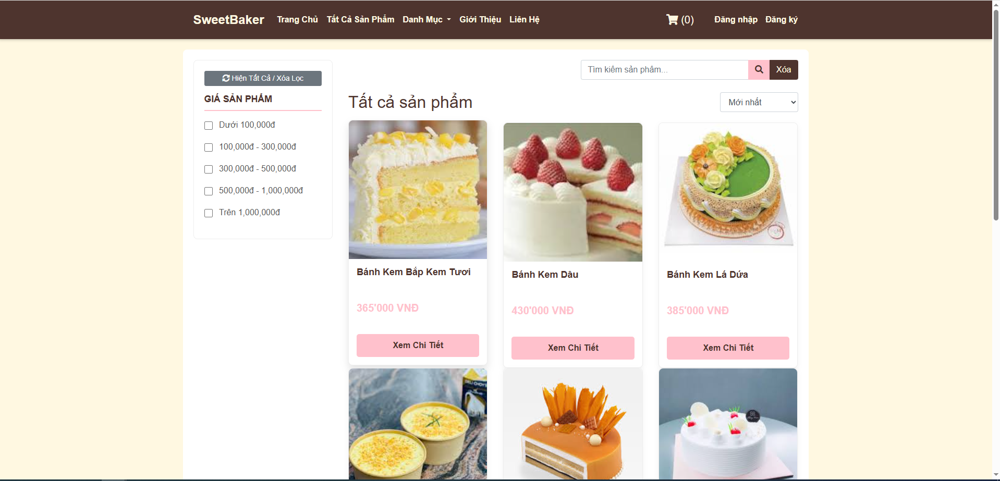 SweetBaker Trang Chủ Tất Cả Sản Phẩm Danh Mục Giới Thiệu Liên Hệ (0) Đăng nhập Đăng ký
Hiện Tất Cả / Xóa Lọc
GIÁ SẢN PHẨM
Dưới 100,000đ
100,000đ - 300,000đ
300,000đ - 500,000đ
500,000đ - 1,000,000đ
Trên 1,000,000đ
Tìm kiếm sản phẩm... Xóa
Tất cả sản phẩm Mới nhất
Bánh Kem Bắp Kem Tươi
365'000 VNĐ
Xem Chi Tiết
Bánh Kem Dâu
430'000 VNĐ
Xem Chi Tiết
Bánh Kem Lá Dứa
385'000 VNĐ
Xem Chi Tiết